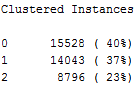 Clustered Instances
0 15528 ( 40%)
1 14043 ( 37%)
2 8796 ( 23%)